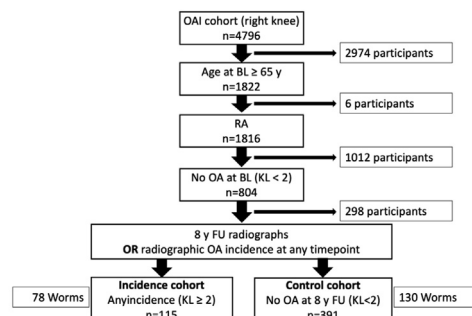 OAI cohort (right knee)
n=4796
2974 participants
Age at BL ≥ 65 y
n=1822
6 participants
RA
n=1816
1012 participants
No OA at BL (KL < 2)
n=804
298 participants
8 y FU radiographs
OR radiographic OA incidence at any timepoint
78 Worms
Incidence cohort
Anyincidence (KL ≥ 2)
n=115
Control cohort
No OA at 8 y FU (KL<2)
n=391
130 Worms